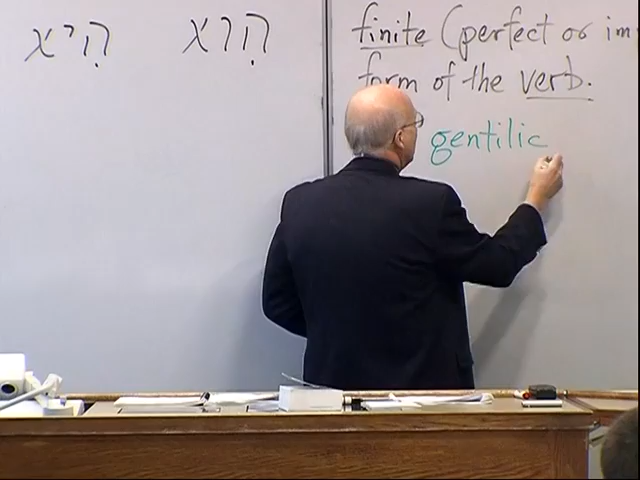 הִוא הִיא
finite (perfect or im
form of the verb.
gentilic